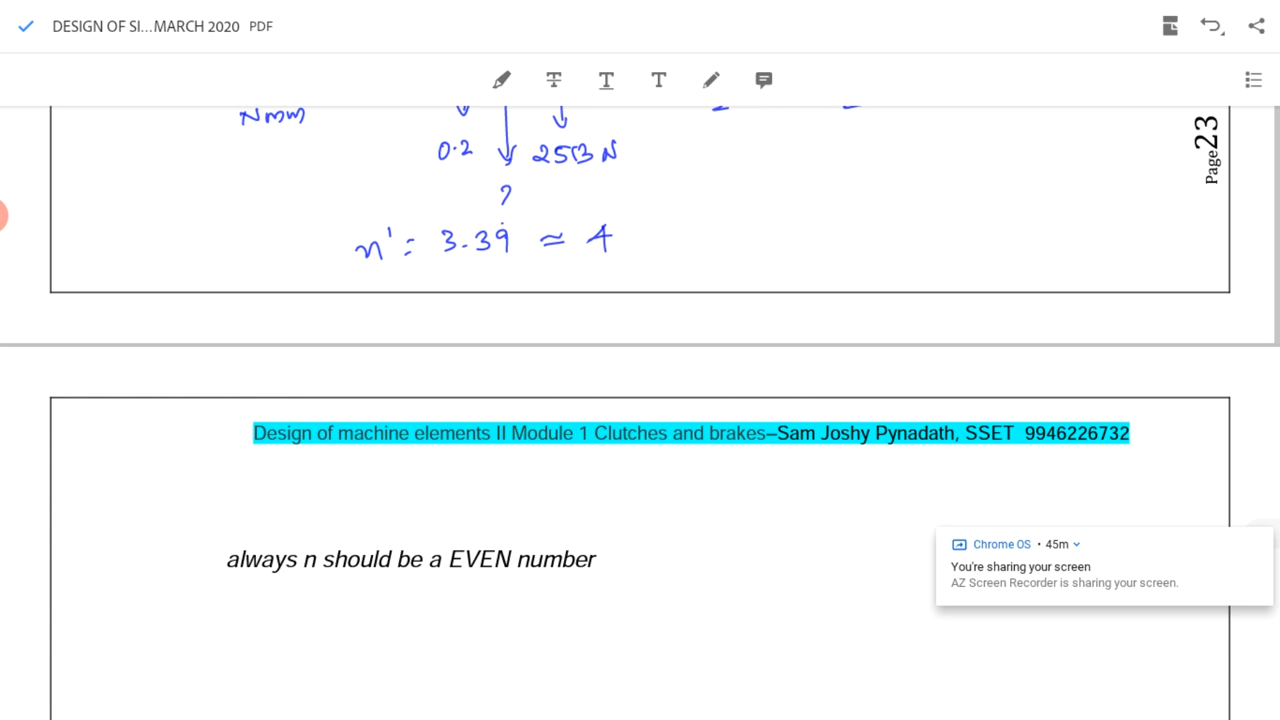 DESIGN OF SI...MARCH 2020 PDF
Nmm
0.2
2513 N
?
n' = 3.39 ≃ 4
Page23
Design of machine elements II Module 1 Clutches and brakes–Sam Joshy Pynadath, SSET 9946226732
always n should be a EVEN number
Chrome OS • 45m
You're sharing your screen
AZ Screen Recorder is sharing your screen.